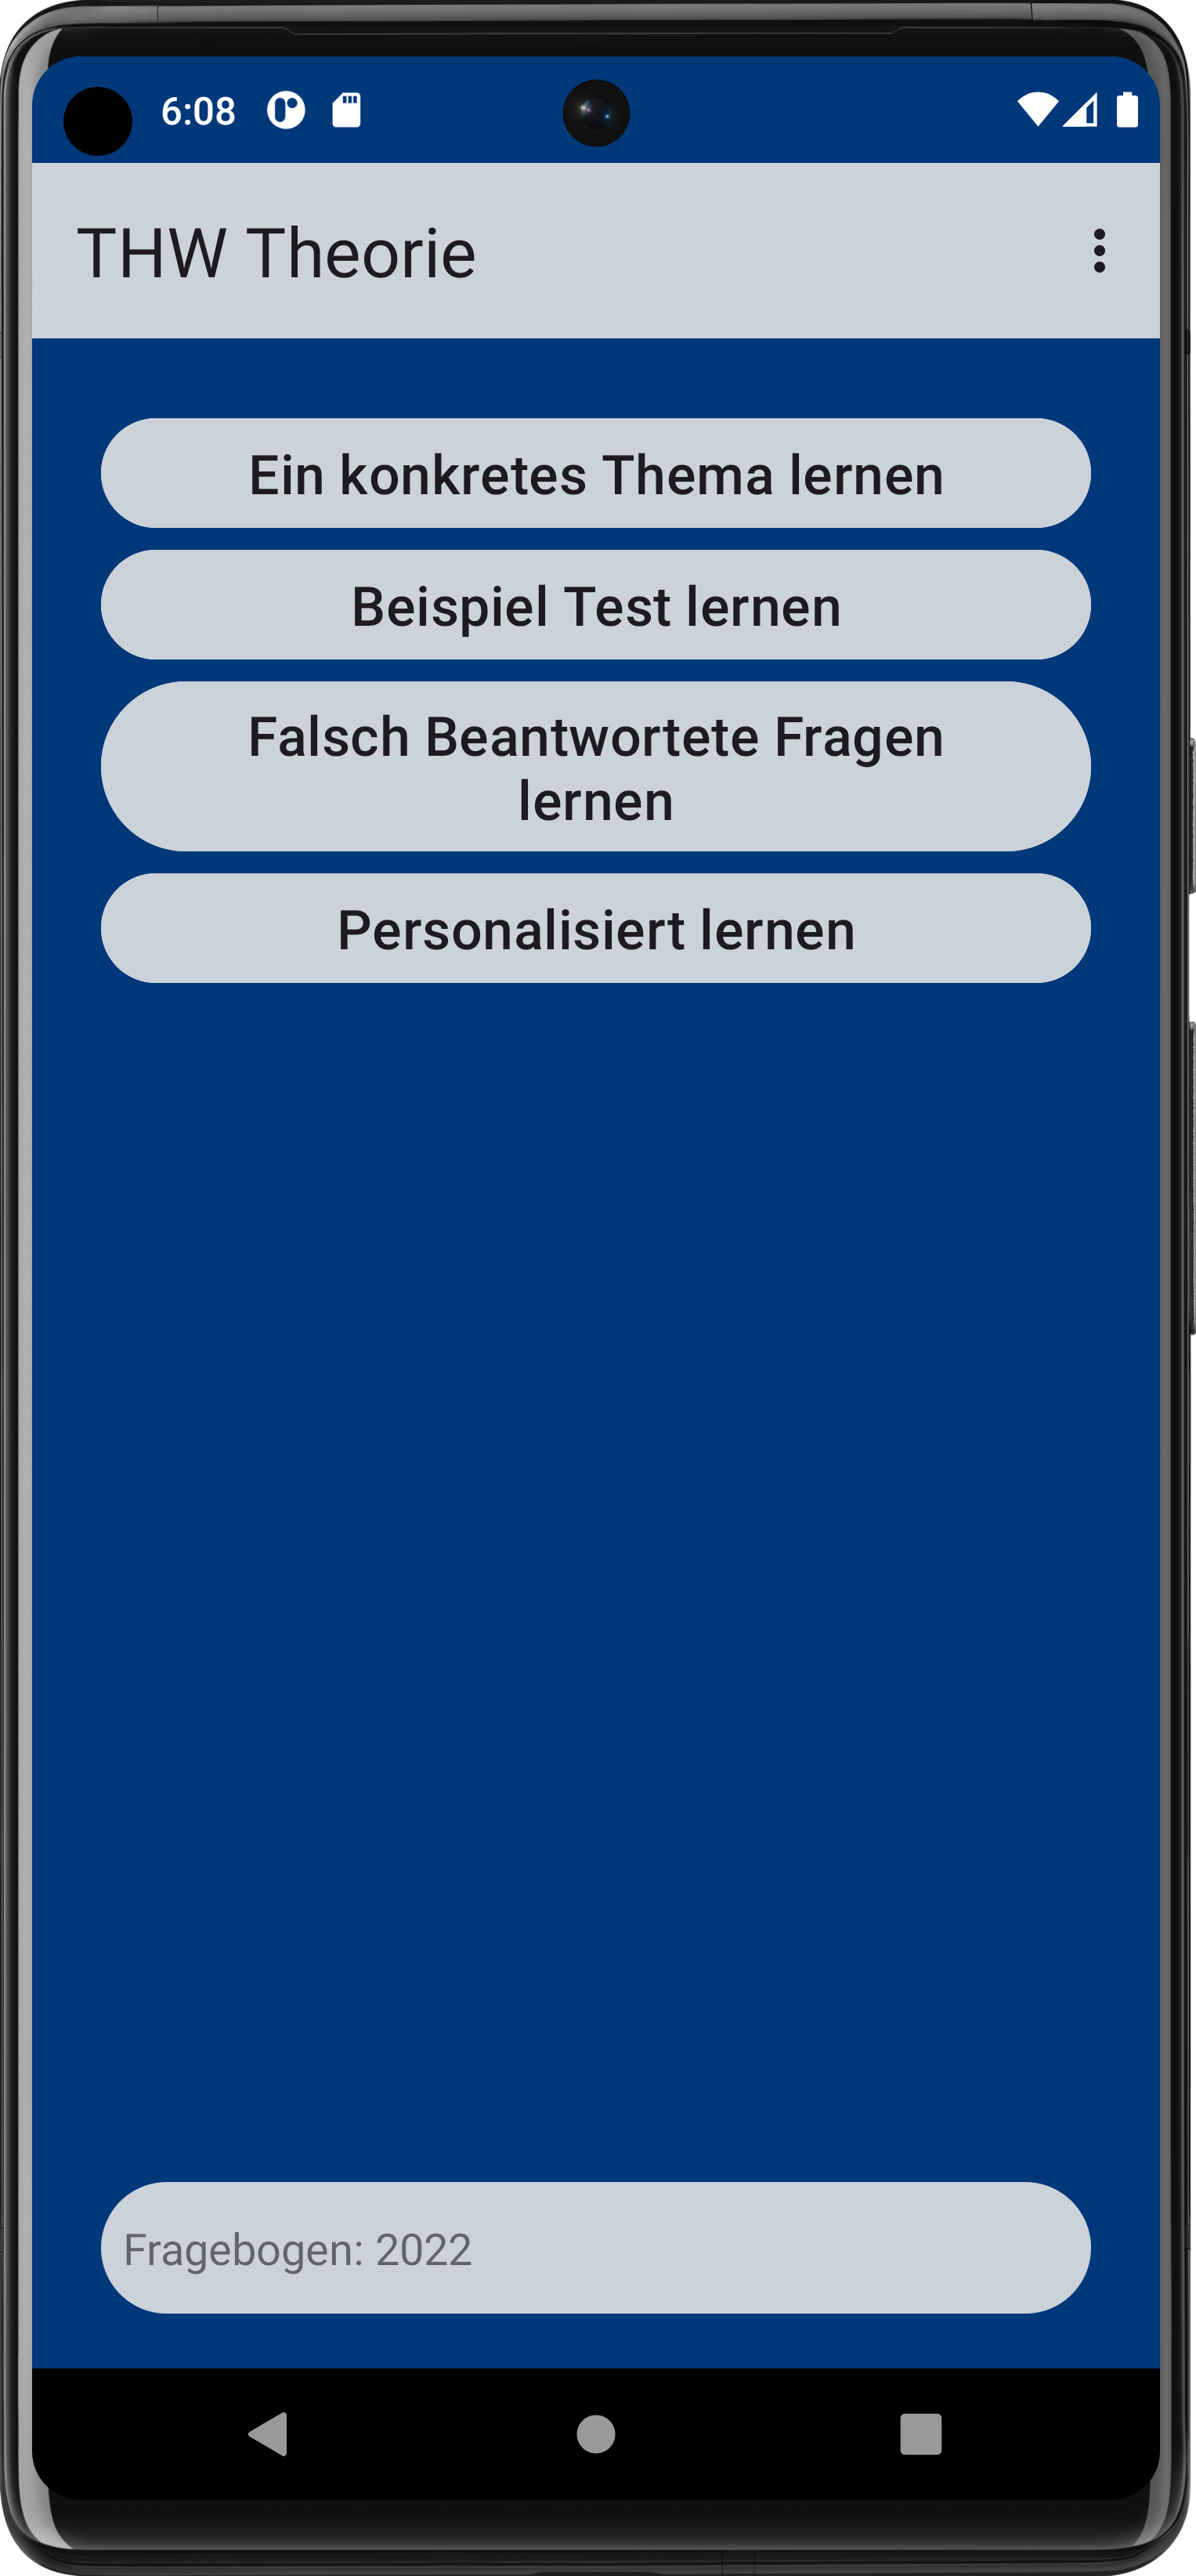 6:08
THW Theorie
Ein konkretes Thema lernen
Beispiel Test lernen
Falsch Beantwortete Fragen
lernen
Personalisiert lernen
Fragebogen: 2022